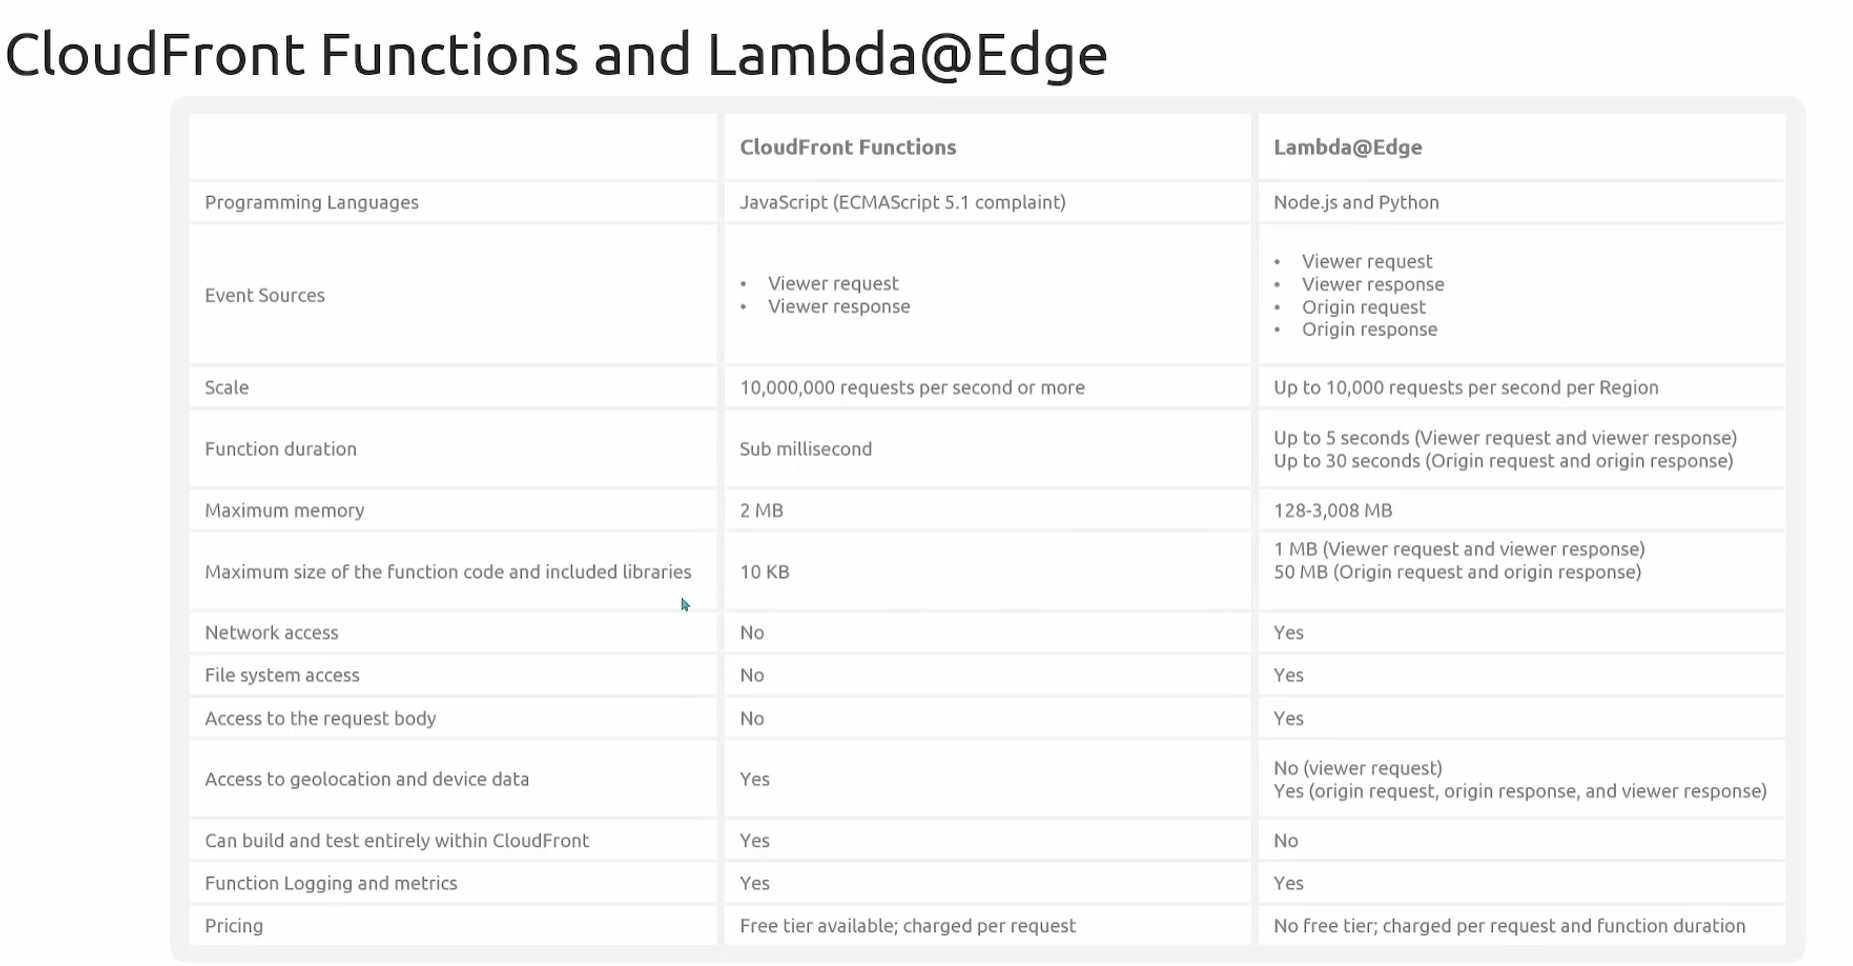 CloudFront Functions and Lambda@Edge
CloudFront Functions
Lambda@Edge
Programming Languages
JavaScript (ECMAScript 5.1 complaint)
Node.js and Python
Event Sources
• Viewer request
• Viewer response
• Viewer request
• Viewer response
• Origin request
• Origin response
Scale
10,000,000 requests per second or more
Up to 10,000 requests per second per Region
Function duration
Sub millisecond
Up to 5 seconds (Viewer request and viewer response)
Up to 30 seconds (Origin request and origin response)
Maximum memory
2 MB
128-3,008 MB
Maximum size of the function code and included libraries
10 KB
1 MB (Viewer request and viewer response)
50 MB (Origin request and origin response)
Network access
No
Yes
File system access
No
Yes
Access to the request body
No
Yes
Access to geolocation and device data
Yes
No (viewer request)
Yes (origin request, origin response, and viewer response)
Can build and test entirely within CloudFront
Yes
No
Function Logging and metrics
Yes
Yes
Pricing
Free tier available; charged per request
No free tier; charged per request and function duration